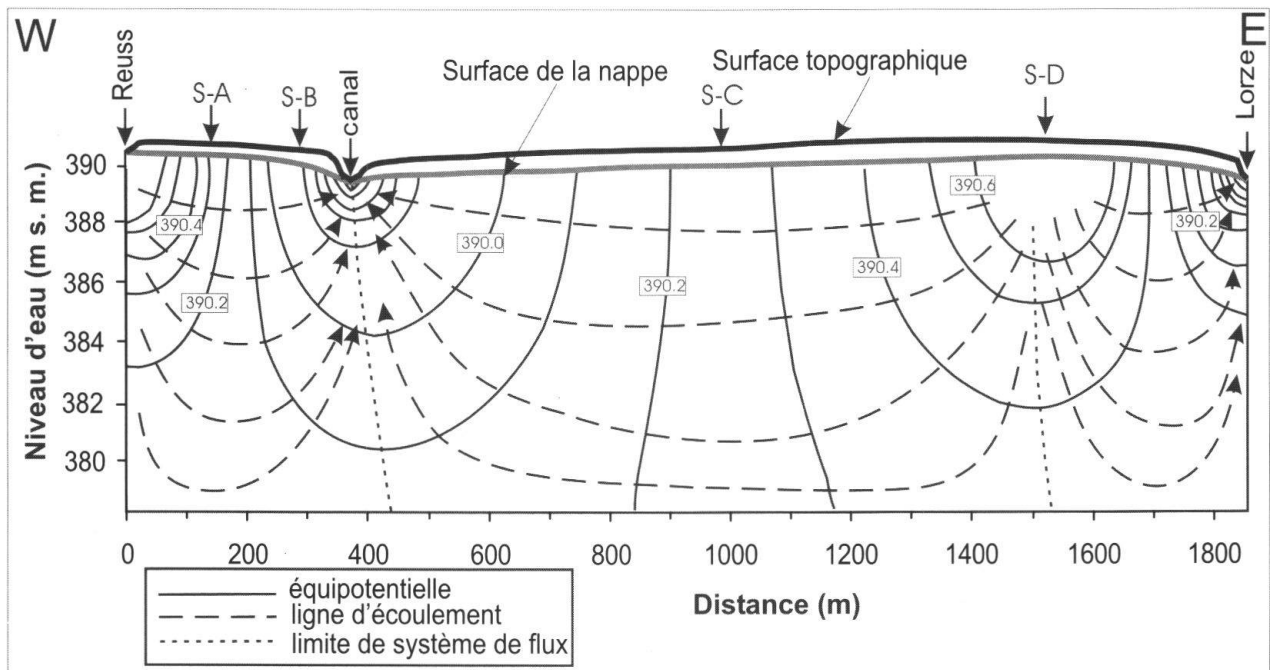 W
E
Reuss
S-A
S-B
canal
Surface de la nappe
S-C
Surface topographique
S-D
Lorze
Niveau d'eau (m s. m.)
390
388
386
384
382
380
390.4
390.2
390.0
390.2
390.4
390.6
390.2
0
200
400
600
800
1000
1200
1400
1600
1800
Distance (m)
équipotentielle
ligne d'écoulement
limite de système de flux